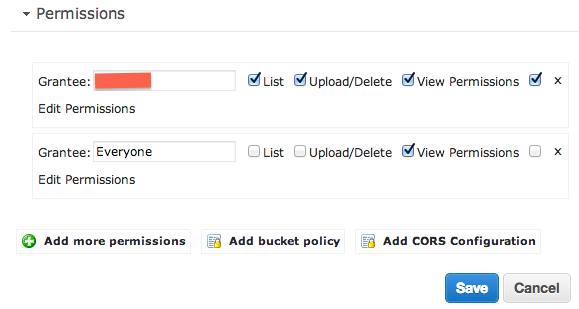 Permissions
Grantee: List Upload/Delete View Permissions x
Edit Permissions
Grantee: Everyone List Upload/Delete View Permissions x
Edit Permissions
Add more permissions Add bucket policy Add CORS Configuration
Save Cancel